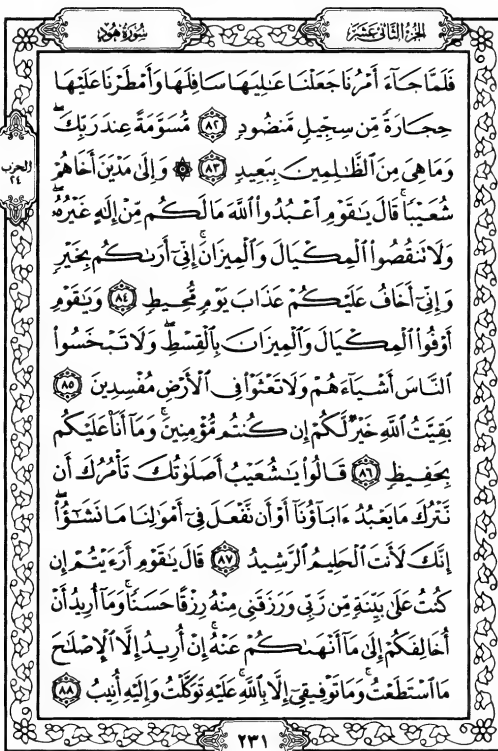 الجزء الثاني عشر
سورة هود
فَلَمَّا جَآءَ أَمْرُنَا جَعَلْنَا عَٰلِيَهَا سَافِلَهَا وَأَمْطَرْنَا عَلَيْهَا
حِجَارَةً مِّن سِجِّيلٍ مَّنضُودٍ ٨٢ مُّسَوَّمَةً عِندَ رَبِّكَۖ
وَمَا هِىَ مِنَ ٱلظَّٰلِمِينَ بِبَعِيدٍ ٨٣ ۞ وَإِلَىٰ مَدْيَنَ أَخَاهُمْ
الحزب
٢٤
شُعَيْبًاۚ قَالَ يَٰقَوْمِ ٱعْبُدُوا۟ ٱللَّهَ مَا لَكُم مِّنْ إِلَٰهٍ غَيْرُهُۥۖ
وَلَا تَنقُصُوا۟ ٱلْمِكْيَالَ وَٱلْمِيزَانَۚ إِنِّىٓ أَرَىٰكُم بِخَيْرٍ
وَإِنِّىٓ أَخَافُ عَلَيْكُمْ عَذَابَ يَوْمٍ مُّحِيطٍ ٨٤ وَيَٰقَوْمِ
أَوْفُوا۟ ٱلْمِكْيَالَ وَٱلْمِيزَانَ بِٱلْقِسْطِۖ وَلَا تَبْخَسُوا۟
ٱلنَّاسَ أَشْيَآءَهُمْ وَلَا تَعْثَوْا۟ فِى ٱلْأَرْضِ مُفْسِدِينَ ٨٥
بَقِيَّتُ ٱللَّهِ خَيْرٌ لَّكُمْ إِن كُنتُم مُّؤْمِنِينَۚ وَمَآ أَنَا۠ عَلَيْكُم
بِحَفِيظٍ ٨٦ قَالُوا۟ يَٰشُعَيْبُ أَصَلَوٰتُكَ تَأْمُرُكَ أَن
نَّتْرُكَ مَا يَعْبُدُ ءَابَآؤُنَآ أَوْ أَن نَّفْعَلَ فِىٓ أَمْوَٰلِنَا مَا نَشَٰٓؤُا۟ۖ
إِنَّكَ لَأَنتَ ٱلْحَلِيمُ ٱلرَّشِيدُ ٨٧ قَالَ يَٰقَوْمِ أَرَءَيْتُمْ إِن
كُنتُ عَلَىٰ بَيِّنَةٍ مِّن رَّبِّى وَرَزَقَنِى مِنْهُ رِزْقًا حَسَنًاۚ وَمَآ أُرِيدُ أَنْ
أُخَالِفَكُمْ إِلَىٰ مَآ أَنْهَىٰكُمْ عَنْهُۚ إِنْ أُرِيدُ إِلَّا ٱلْإِصْلَٰحَ
مَا ٱسْتَطَعْتُۚ وَمَا تَوْفِيقِىٓ إِلَّا بِٱللَّهِۚ عَلَيْهِ تَوَكَّلْتُ وَإِلَيْهِ أُنِيبُ ٨٨
٢٣١